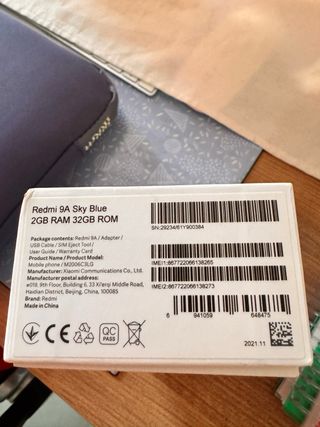 Redmi 9A Sky Blue
2GB RAM 32GB ROM
Package contents: Redmi 9A / Adapter /
USB Cable / SIM Eject Tool /
User Guide / Warranty Card
Product Name / Product Model:
Mobile phone / M2006C3LG
Manufacturer: Xiaomi Communications Co., Ltd.
#019, 9th Floor, Building 6, 33 Xi'erqi Middle Road,
Haidian District, Beijing, China, 100085
Brand: Redmi
Made in China
CE
QC
PASS
SN:29234/61Y900384
IMEI1:867722066138265
IMEI2:867722066138273
6 941059 648475
2021.11